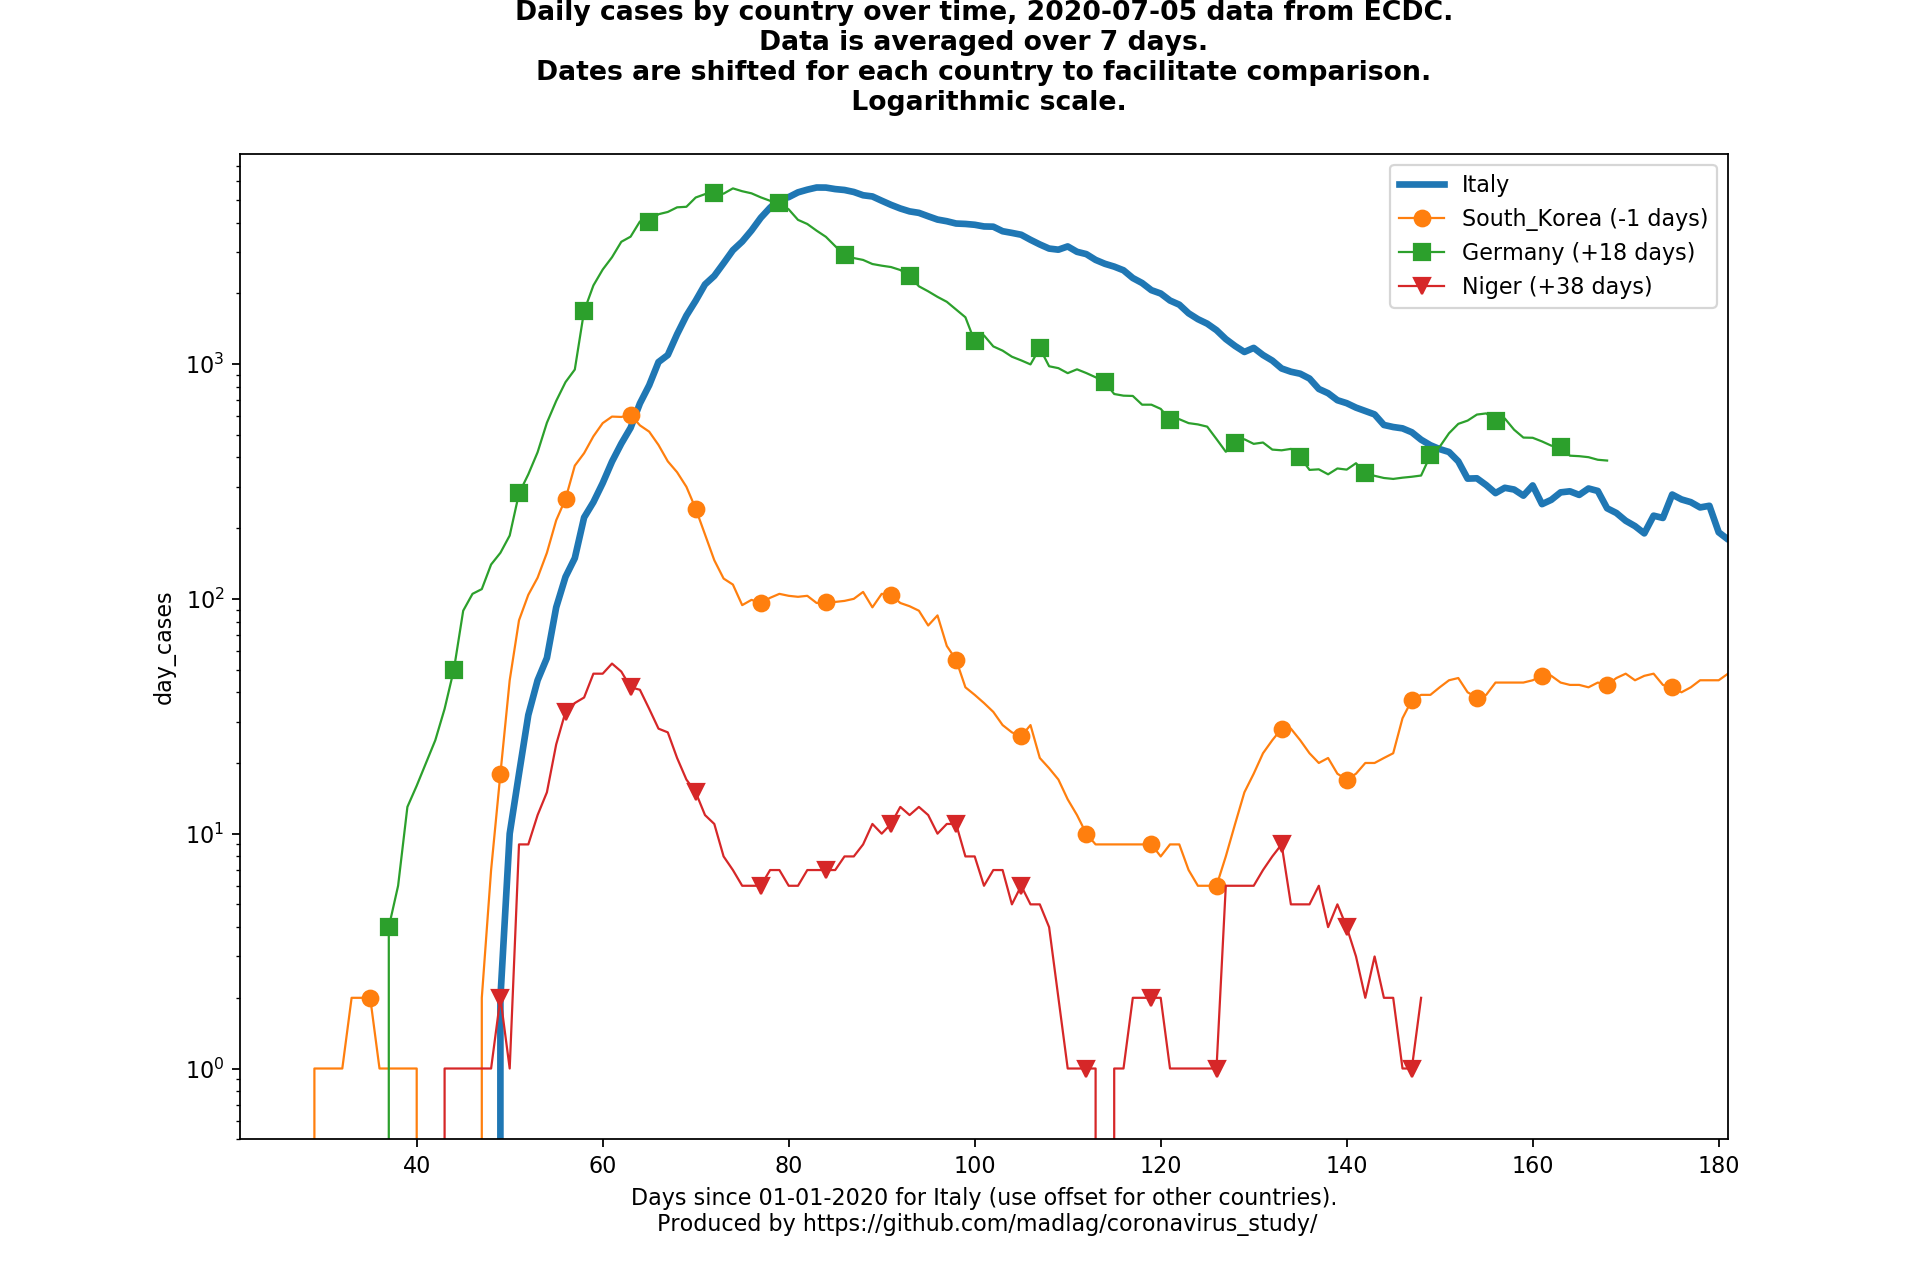 Daily cases by country over time, 2020-07-05 data from ECDC.
Data is averaged over 7 days.
Dates are shifted for each country to facilitate comparison.
Logarithmic scale.
Italy
South_Korea (-1 days)
Germany (+18 days)
Niger (+38 days)
day_cases
10³
10²
10¹
10⁰
40 60 80 100 120 140 160 180
Days since 01-01-2020 for Italy (use offset for other countries).
Produced by https://github.com/madlag/coronavirus_study/